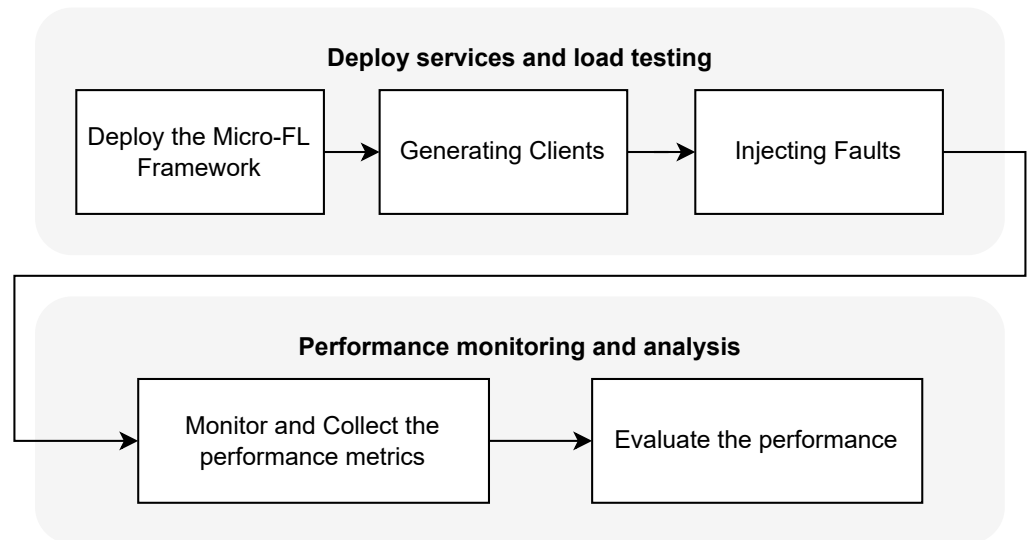 Deploy services and load testing
Deploy the Micro-FL
Framework
Generating Clients
Injecting Faults
Performance monitoring and analysis
Monitor and Collect the
performance metrics
Evaluate the performance